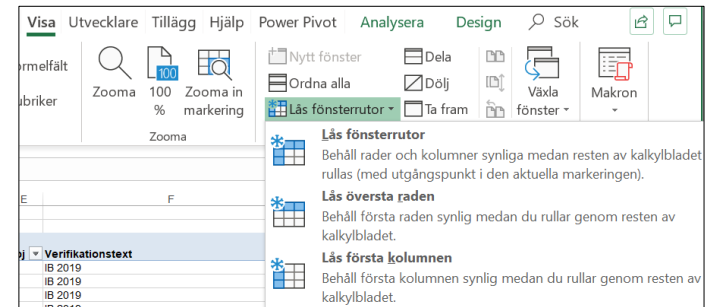 Visa Utvecklare Tillägg Hjälp Power Pivot Analysera Design Sök
Nytt fönster Dela
Zooma 100 % Zooma in markering
Ordna alla Dölj
Växla fönster Makron
Lås fönsterrutor Ta fram
Zooma
Lås fönsterrutor
Behåll rader och kolumner synliga medan resten av kalkylbladet
rullas (med utgångspunkt i den aktuella markeringen).
Lås översta raden
Behåll första raden synlig medan du rullar genom resten av
kalkylbladet.
Lås första kolumnen
Behåll första kolumnen synlig medan du rullar genom resten av
kalkylbladet.
E F
Verifikationstext
IB 2019
IB 2019
IB 2019